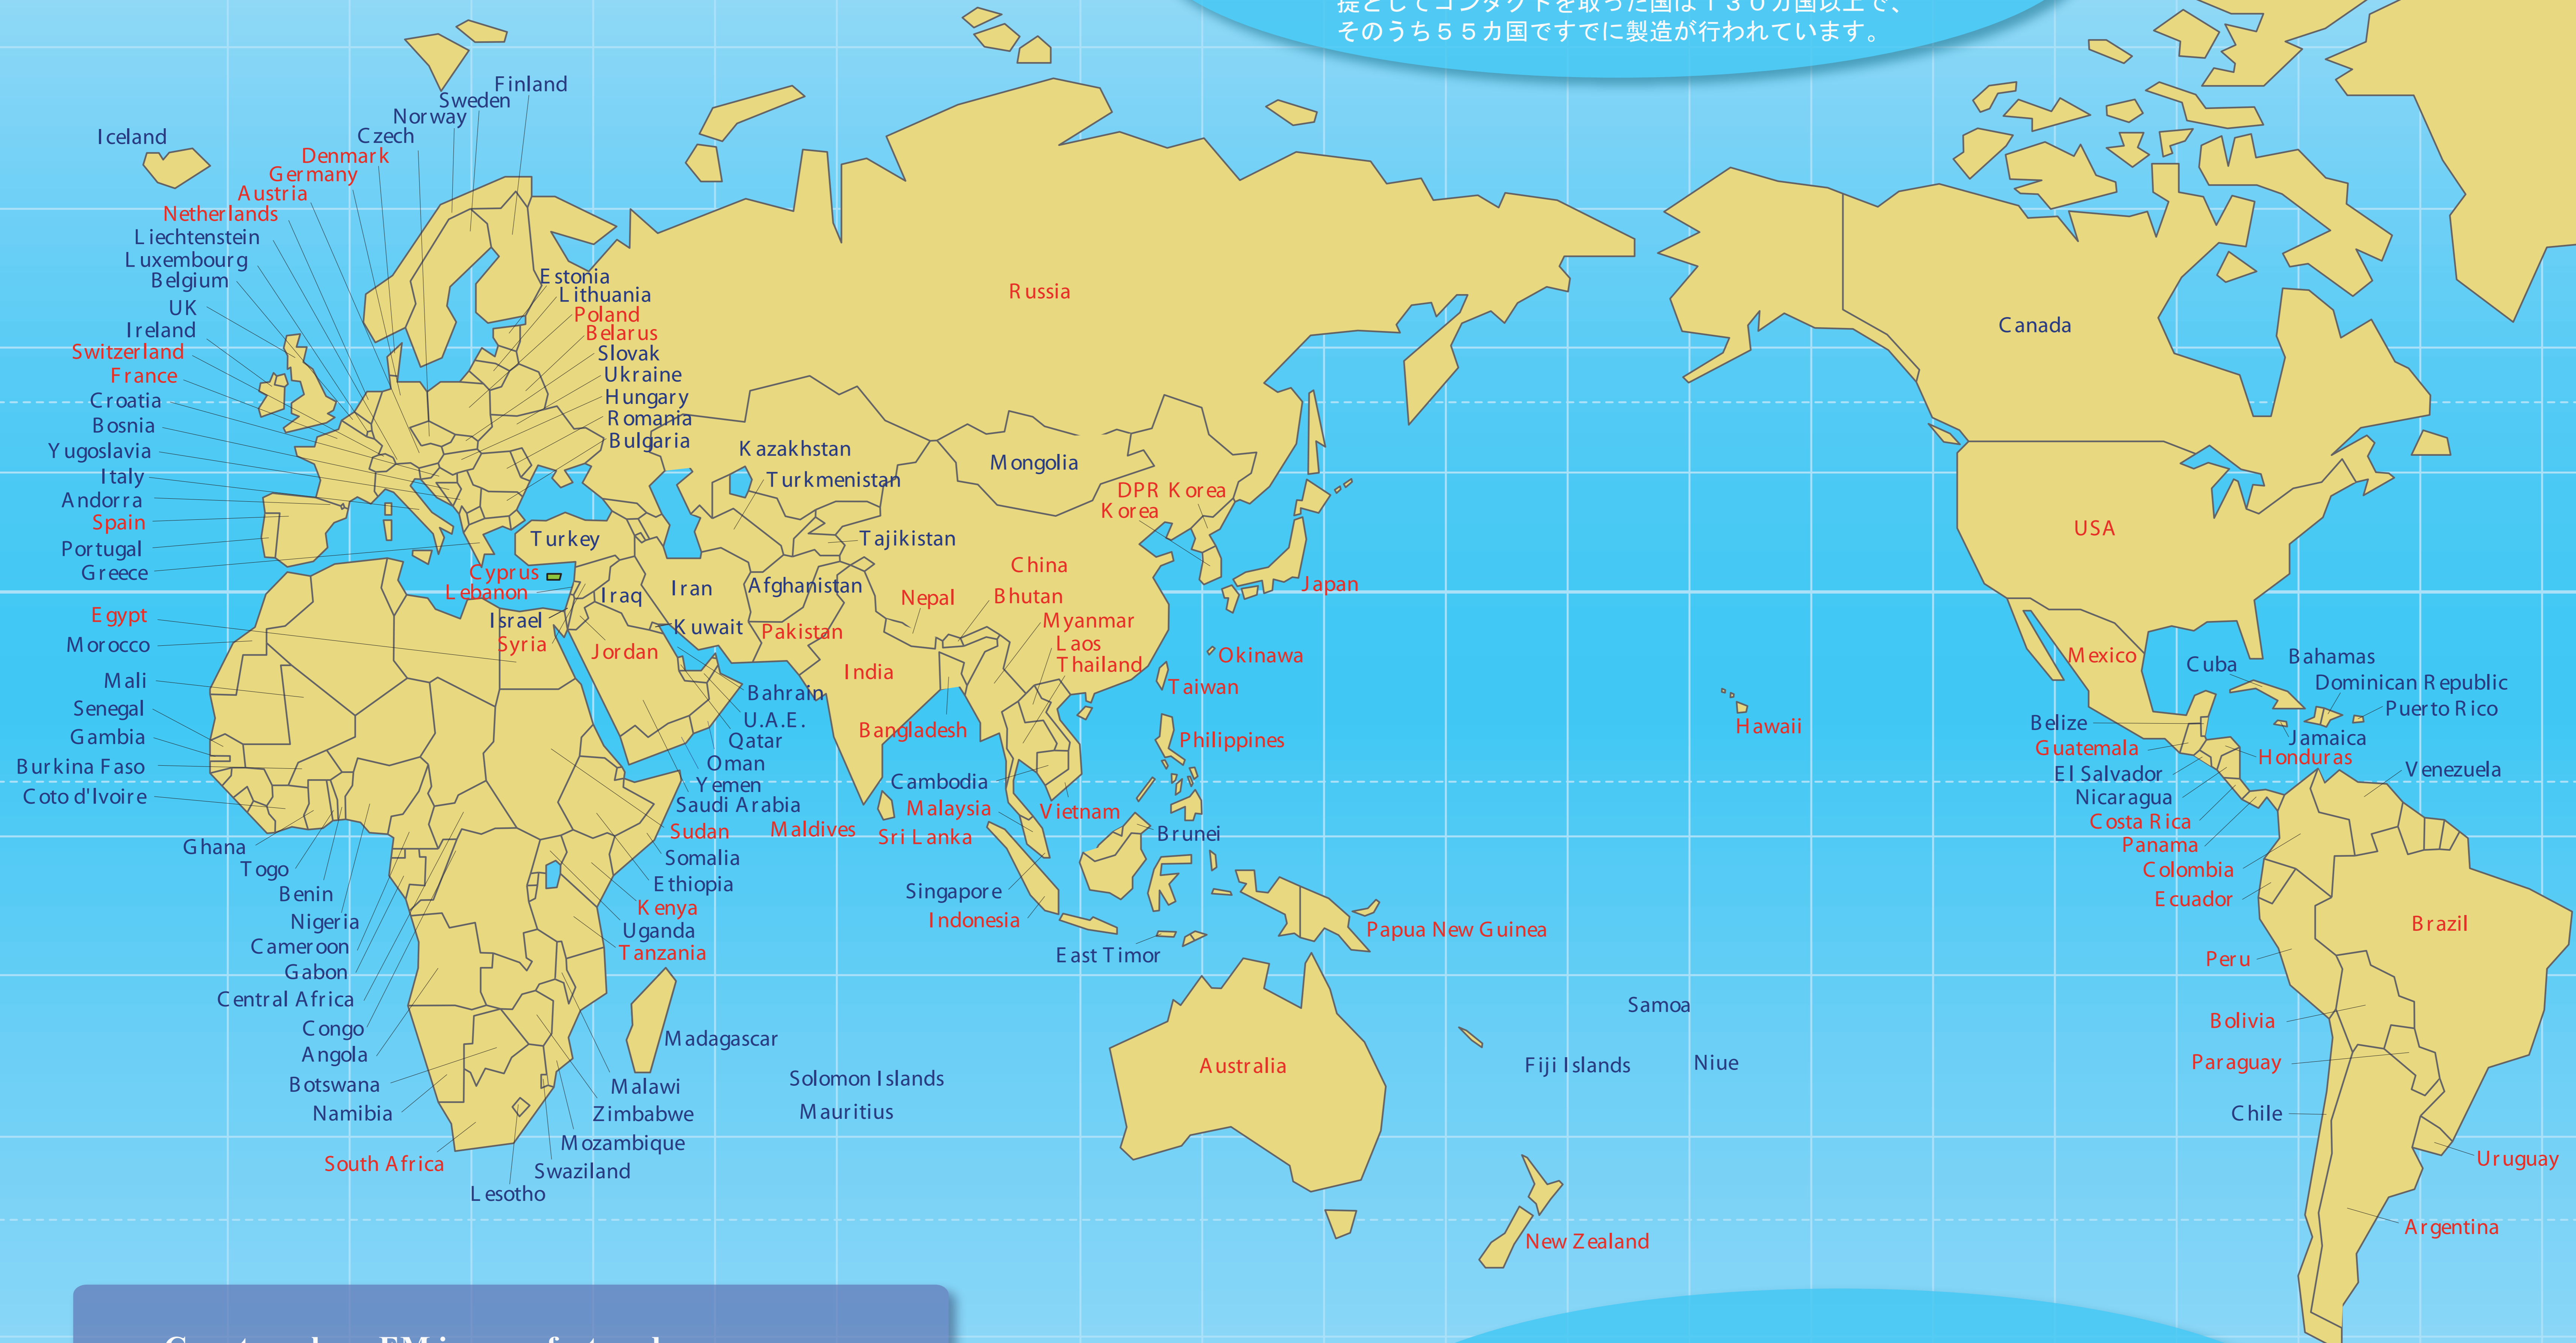 そのうち５５カ国ですでに製造が行われています。
Finland
Sweden
Norway
Czech
Iceland
Denmark
Germany
Austria
Netherlands
Liechtenstein
Luxembourg
Belgium
UK
Ireland
Switzerland
France
Croatia
Bosnia
Yugoslavia
Italy
Andorra
Spain
Portugal
Greece
Estonia
Lithuania
Poland
Belarus
Slovak
Ukraine
Hungary
Romania
Bulgaria
Russia
Kazakhstan
Turkmenistan
Mongolia
DPR Korea
Korea
Tajikistan
Turkey
China
Japan
Cyprus
Lebanon
Iraq
Iran
Afghanistan
Nepal
Bhutan
Israel
Syria
Jordan
Kuwait
Pakistan
India
Myanmar
Laos
Thailand
Okinawa
Taiwan
Bahrain
U.A.E.
Qatar
Oman
Yemen
Saudi Arabia
Bangladesh
Philippines
Cambodia
Malaysia
Vietnam
Maldives
Sri Lanka
Brunei
Singapore
Indonesia
East Timor
Papua New Guinea
Egypt
Morocco
Mali
Senegal
Gambia
Burkina Faso
Coto d'Ivoire
Ghana
Togo
Benin
Nigeria
Cameroon
Gabon
Central Africa
Congo
Angola
Botswana
Namibia
South Africa
Lesotho
Swaziland
Mozambique
Zimbabwe
Malawi
Madagascar
Sudan
Somalia
Ethiopia
Kenya
Uganda
Tanzania
Solomon Islands
Mauritius
Australia
New Zealand
Samoa
Fiji Islands
Niue
Hawaii
Canada
USA
Mexico
Cuba
Bahamas
Dominican Republic
Puerto Rico
Jamaica
Belize
Guatemala
Honduras
El Salvador
Nicaragua
Costa Rica
Panama
Venezuela
Colombia
Ecuador
Brazil
Peru
Bolivia
Paraguay
Chile
Uruguay
Argentina